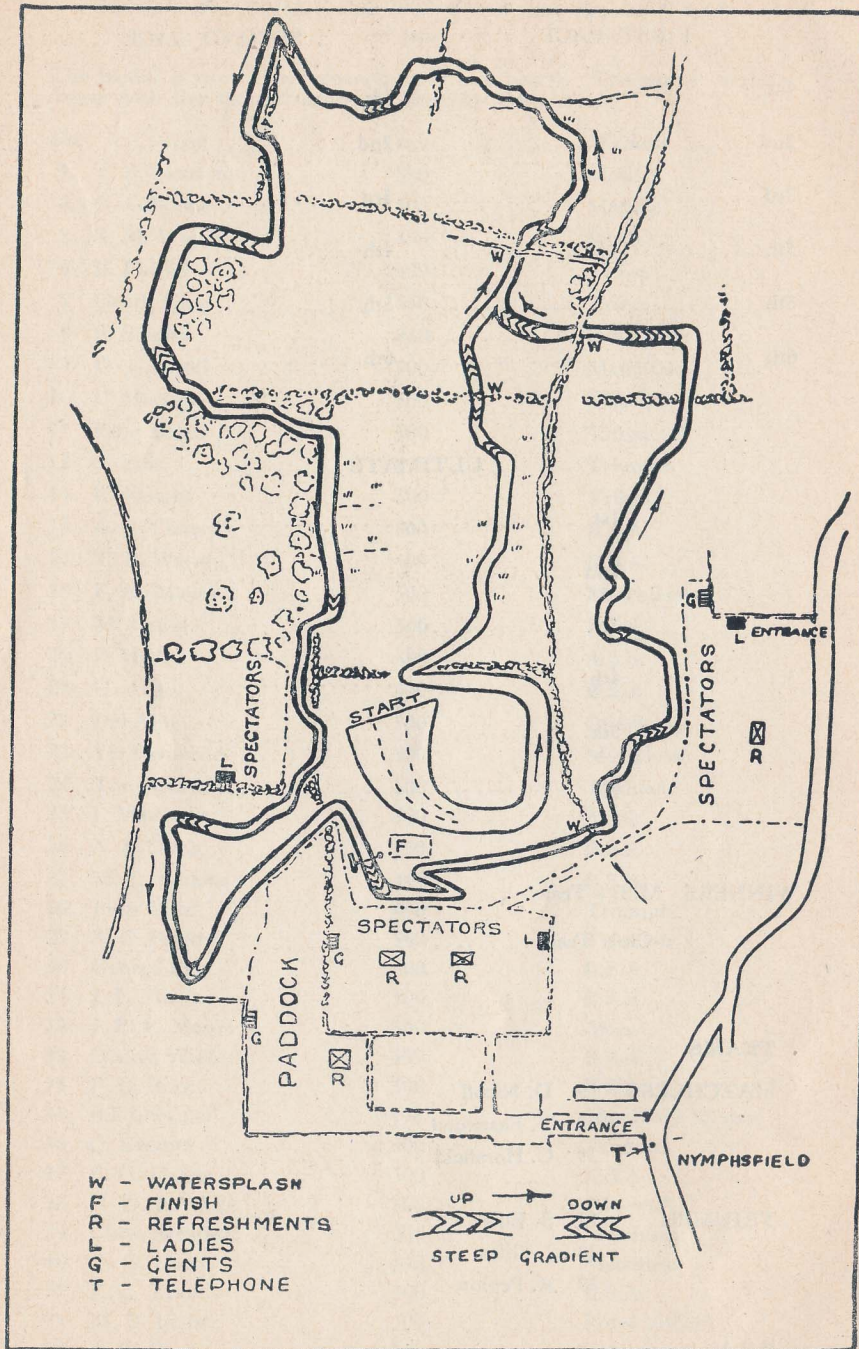 W
W
W
W
G
L ENTRANCE
SPECTATORS
R
SPECTATORS
L
START
F
SPECTATORS
G
R
R
L
PADDOCK
G
R
ENTRANCE
T
NYMPHSFIELD
W - WATERSPLASH
F - FINISH
R - REFRESHMENTS
L - LADIES
G - GENTS
T - TELEPHONE
UP DOWN
STEEP GRADIENT